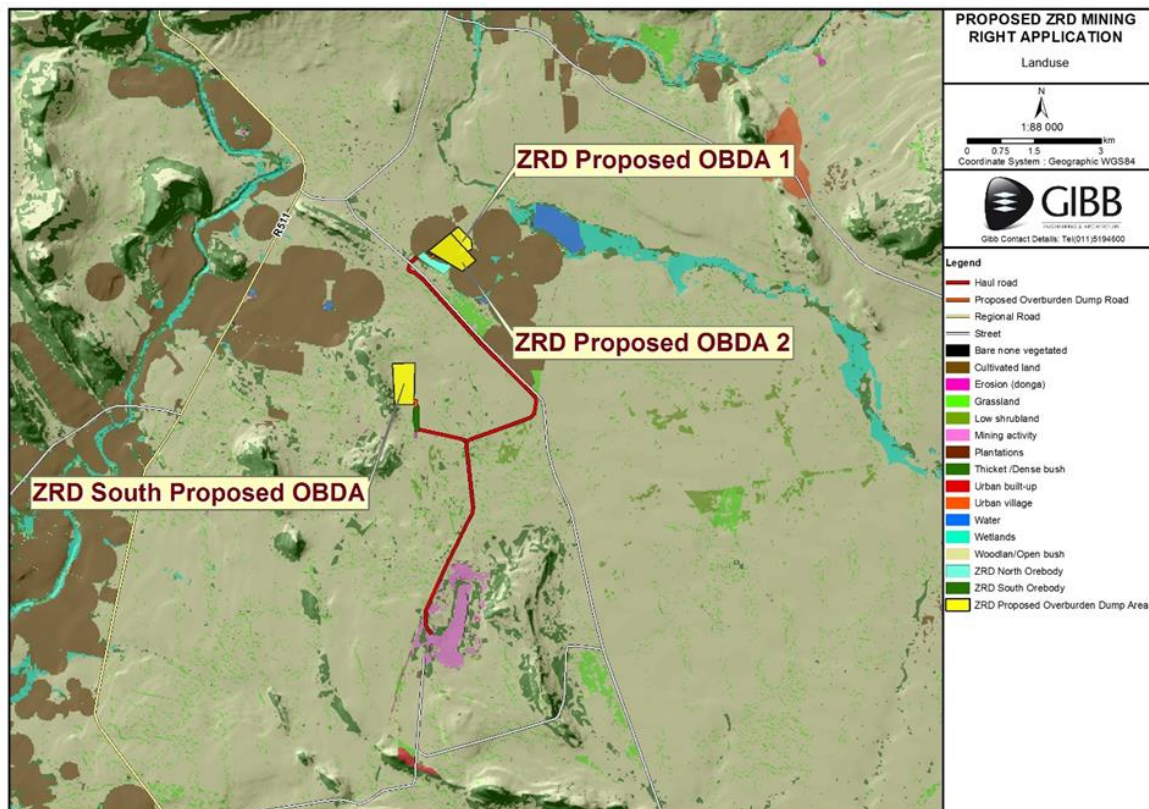 PROPOSED ZRD MINING
RIGHT APPLICATION
Landuse
N
1:88 000
km
0 0.75 1.5 3
Coordinate System : Geographic WGS84
GIBB
ENGINEERING & ARCHITECTURE
Gibb Contact Details: Tel(011)5194600
Legend
Haul road
Proposed Overburden Dump Road
Regional Road
Street
Bare none vegetated
Cultivated land
Erosion (donga)
Grassland
Low shrubland
Mining activity
Plantations
Thicket /Dense bush
Urban built-up
Urban village
Water
Wetlands
Woodlan/Open bush
ZRD North Orebody
ZRD South Orebody
ZRD Proposed Overburden Dump Area
ZRD Proposed OBDA 1
R511
ZRD Proposed OBDA 2
ZRD South Proposed OBDA